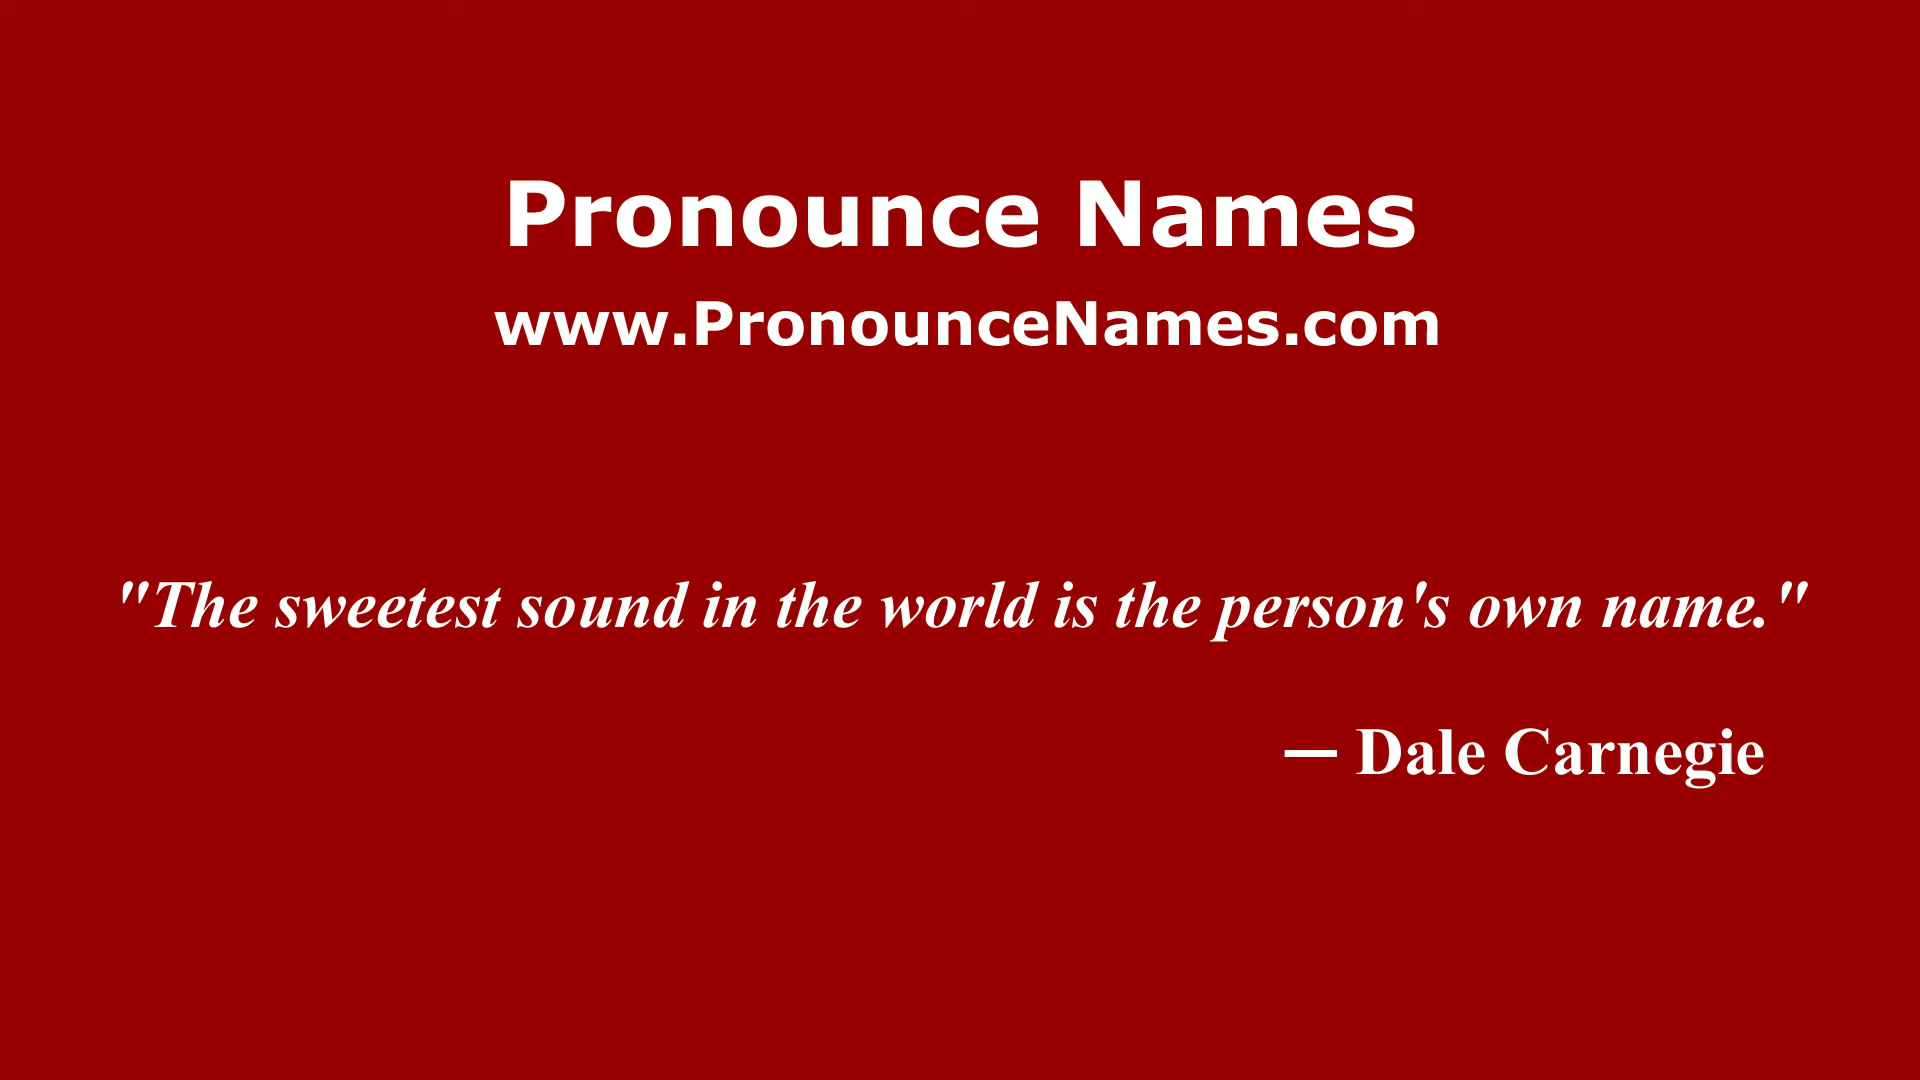 Pronounce Names
www.PronounceNames.com
"The sweetest sound in the world is the person's own name."
— Dale Carnegie